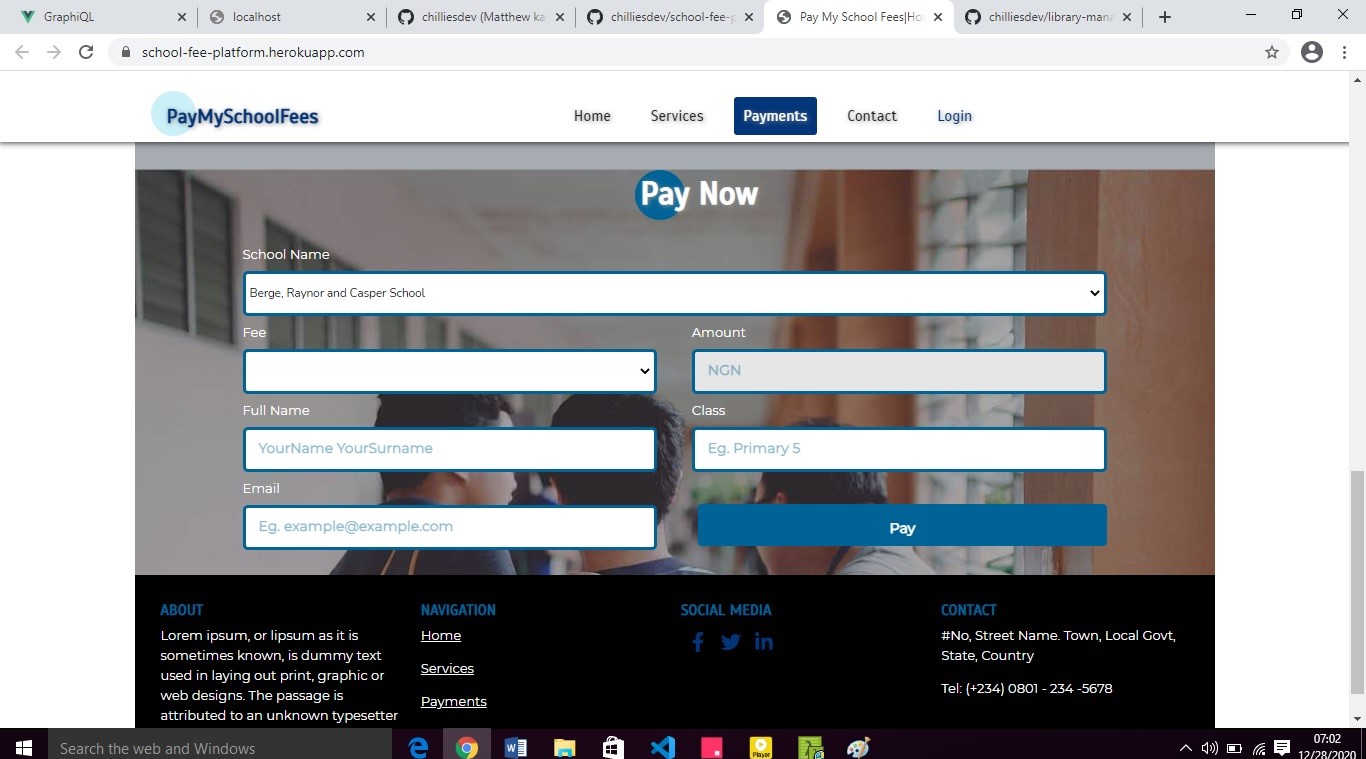 GraphiQL
localhost
chilliesdev (Matthew ka
chilliesdev/school-fee-p
Pay My School Fees|Ho
chilliesdev/library-mana
school-fee-platform.herokuapp.com
PayMySchoolFees
Home
Services
Payments
Contact
Login
Pay Now
School Name
Berge, Raynor and Casper School
Fee
Amount
NGN
Full Name
Class
YourName YourSurname
Eg. Primary 5
Email
Eg. example@example.com
Pay
ABOUT
Lorem ipsum, or lipsum as it is
sometimes known, is dummy text
used in laying out print, graphic or
web designs. The passage is
attributed to an unknown typesetter
NAVIGATION
Home
Services
Payments
SOCIAL MEDIA
CONTACT
#No, Street Name. Town, Local Govt,
State, Country
Tel: (+234) 0801 - 234 -5678
Search the web and Windows
Player
07:02
12/28/2020